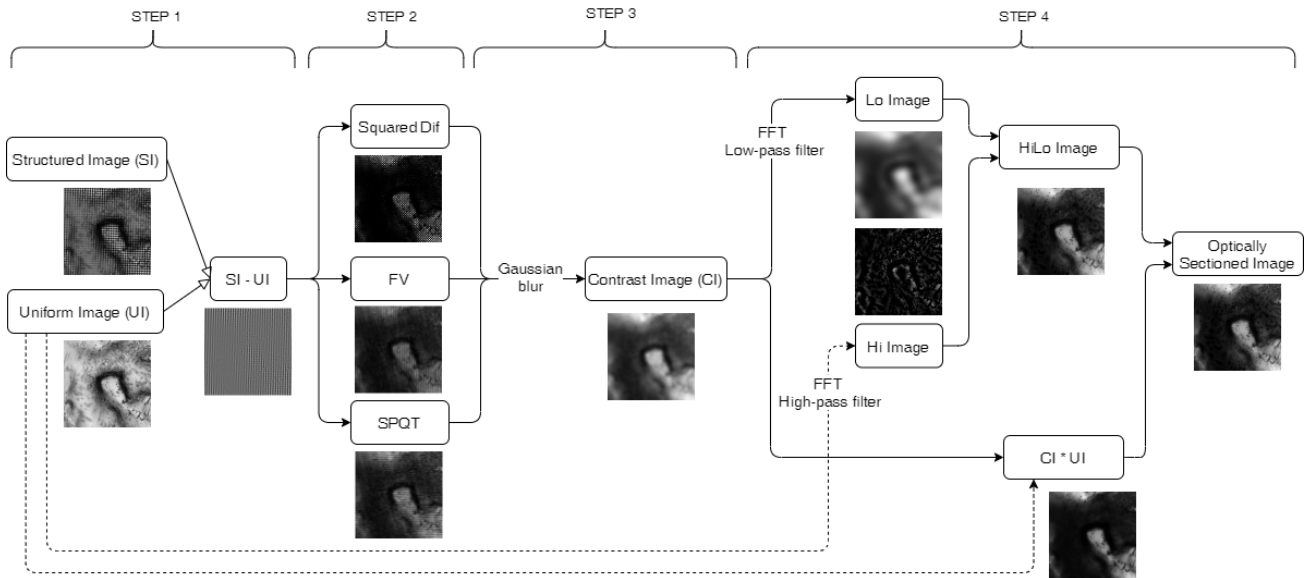 STEP 1
STEP 2
STEP 3
STEP 4
Structured Image (SI)
Uniform Image (UI)
SI - UI
Squared Dif
FV
SPQT
Gaussian
blur
Contrast Image (CI)
FFT
Low-pass filter
Lo Image
Hi Image
FFT
High-pass filter
HiLo Image
CI * UI
Optically
Sectioned Image